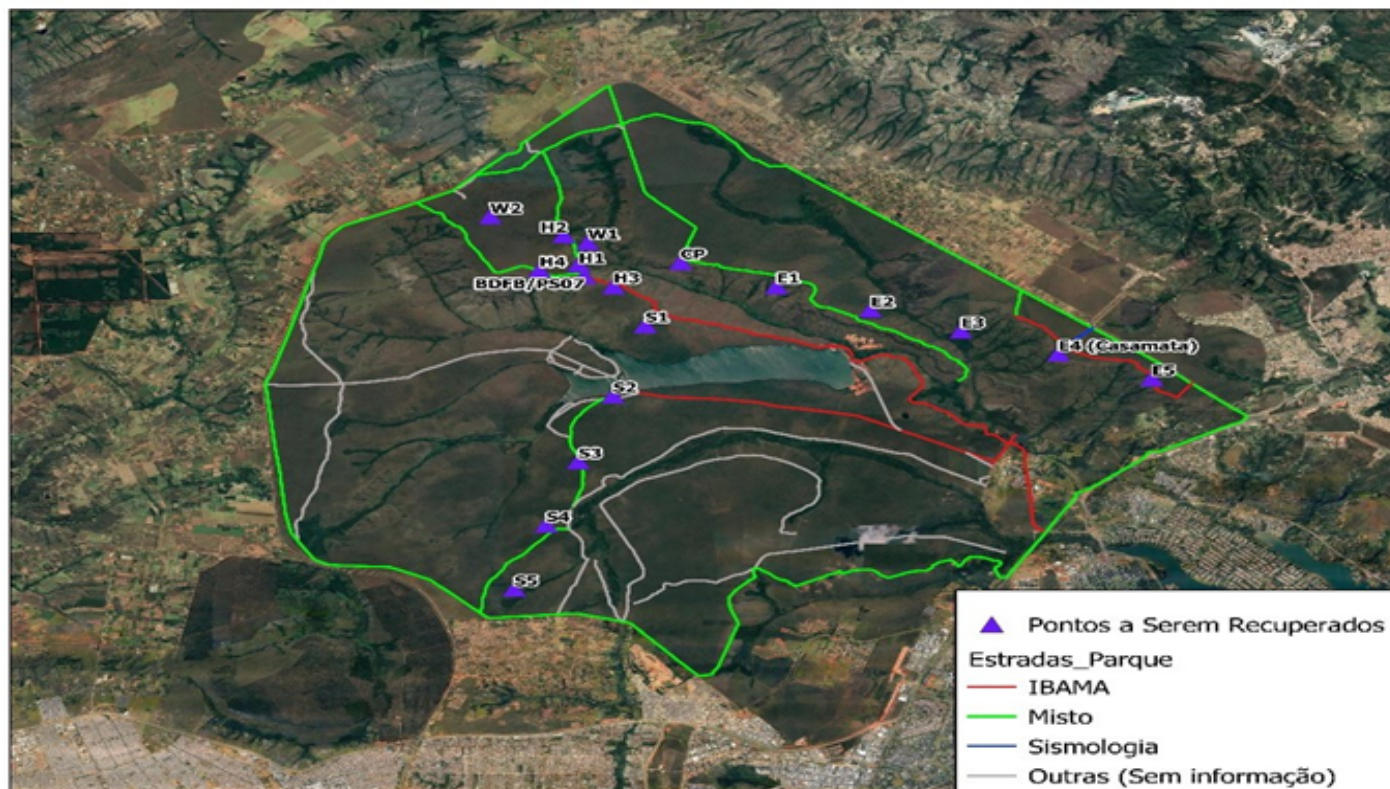 W2
H2
W1
H4
H1
CP
BDFB/PS07
H3
E1
E2
S1
E3
E4 (Casamata)
E5
S2
S3
S4
S5
Pontos a Serem Recuperados
Estradas_Parque
IBAMA
Misto
Sismologia
Outras (Sem informação)